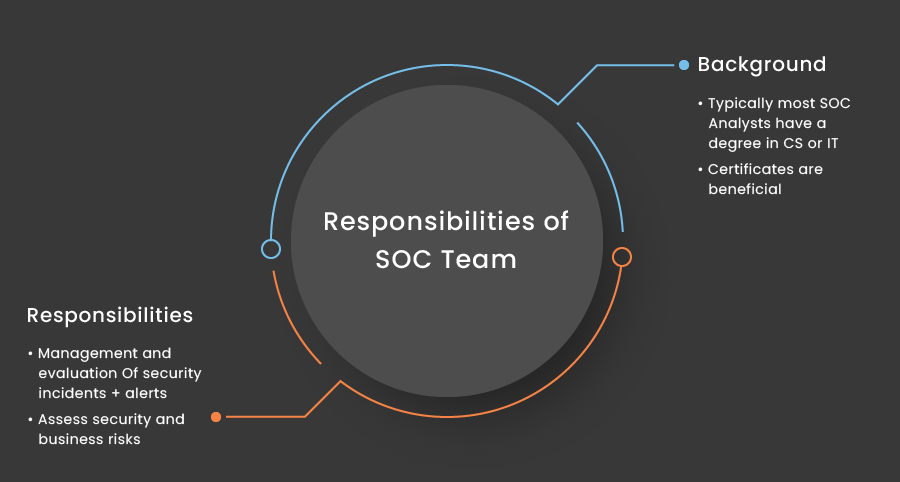 Background
• Typically most SOC
Analysts have a
degree in CS or IT
• Certificates are
beneficial
Responsibilities of
SOC Team
Responsibilities
• Management and
evaluation Of security
incidents + alerts
• Assess security and
business risks